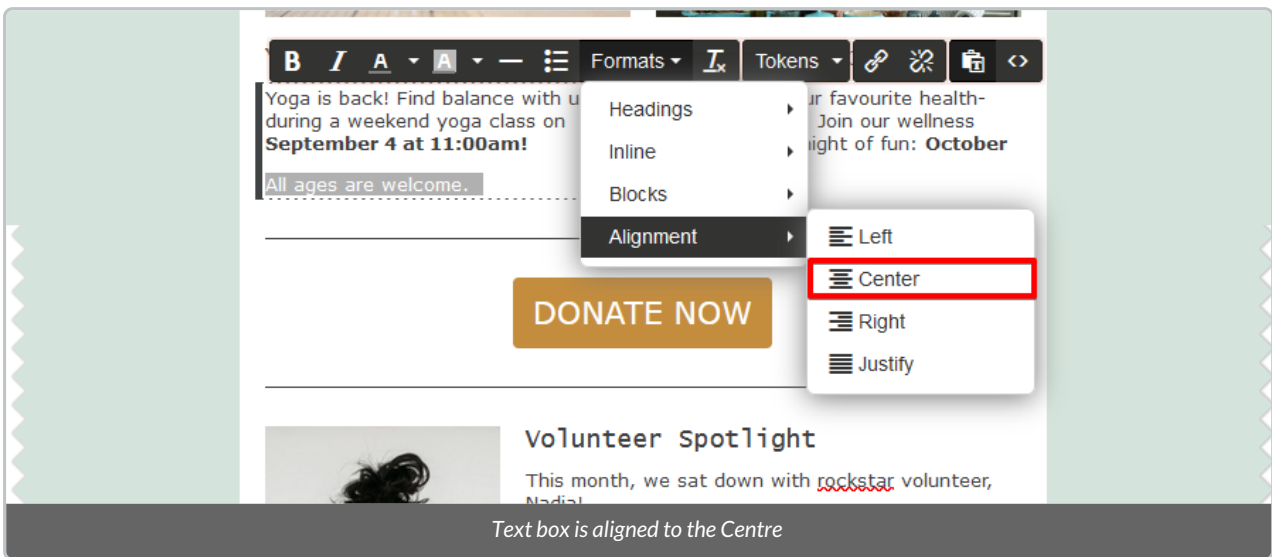 B I A A Formats Tx Tokens <>
Yoga is back! Find balance with u
during a weekend yoga class on
September 4 at 11:00am!
All ages are welcome.
ur favourite health-
Join our wellness
night of fun: October
Headings
Inline
Blocks
Alignment
Left
Center
Right
Justify
DONATE NOW
Volunteer Spotlight
This month, we sat down with rockstar volunteer,
Nadia!
Text box is aligned to the Centre